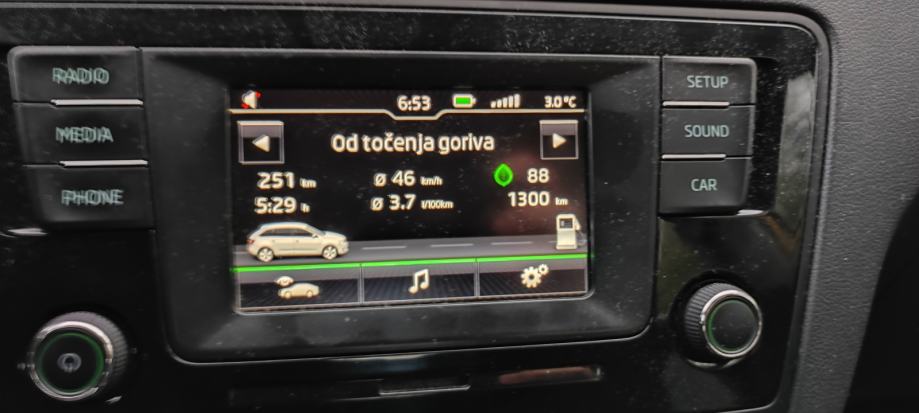 RADIO
MEDIA
PHONE
6:53 3.0°C
Od točenja goriva
251 km Ø 46 km/h 88
5:29 h Ø 3.7 l/100km 1300 km
SETUP
SOUND
CAR